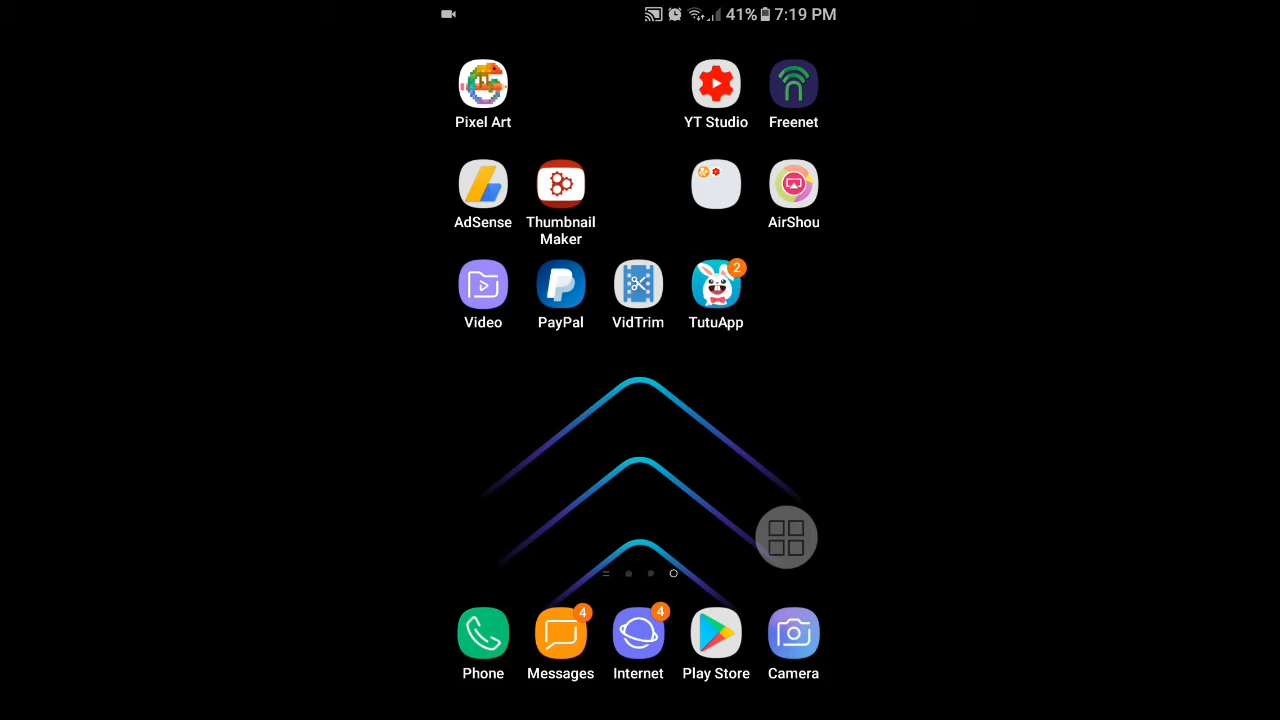 41% 7:19 PM
Pixel Art
YT Studio
Freenet
AdSense
Thumbnail
Maker
AirShou
2
Video
PayPal
VidTrim
TutuApp
4
4
Phone
Messages
Internet
Play Store
Camera